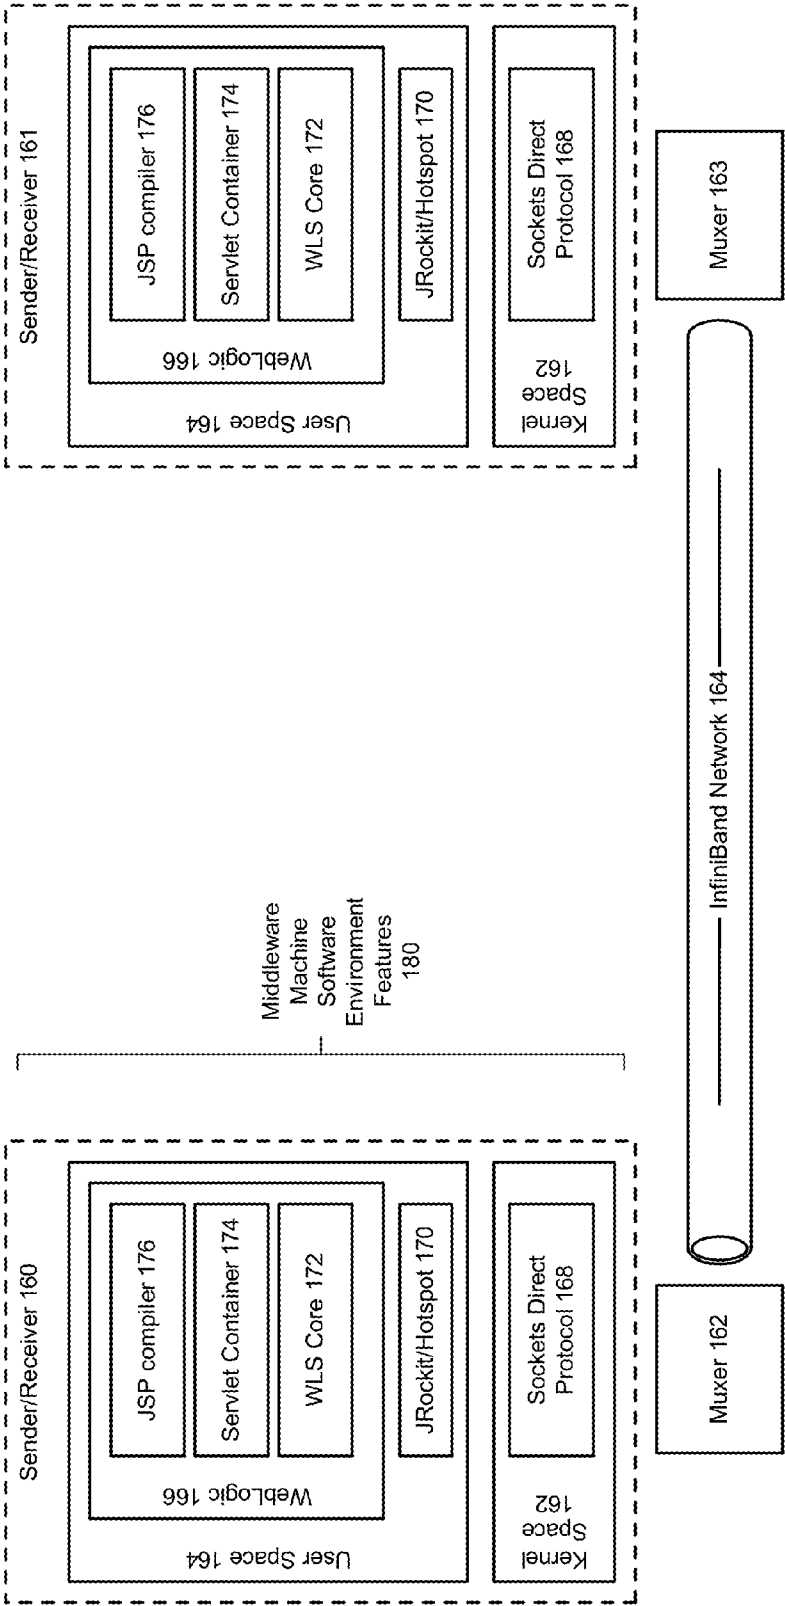 Sender/Receiver 160
User Space 164
WebLogic 166
JSP compiler 176
Servlet Container 174
WLS Core 172
JRockit/Hotspot 170
Kernel
Space
162
Sockets Direct
Protocol 168
Muxer 162
Middleware
Machine
Software
Environment
Features
180
InfiniBand Network 164
Sender/Receiver 161
User Space 164
WebLogic 166
JSP compiler 176
Servlet Container 174
WLS Core 172
JRockit/Hotspot 170
Kernel
Space
162
Sockets Direct
Protocol 168
Muxer 163